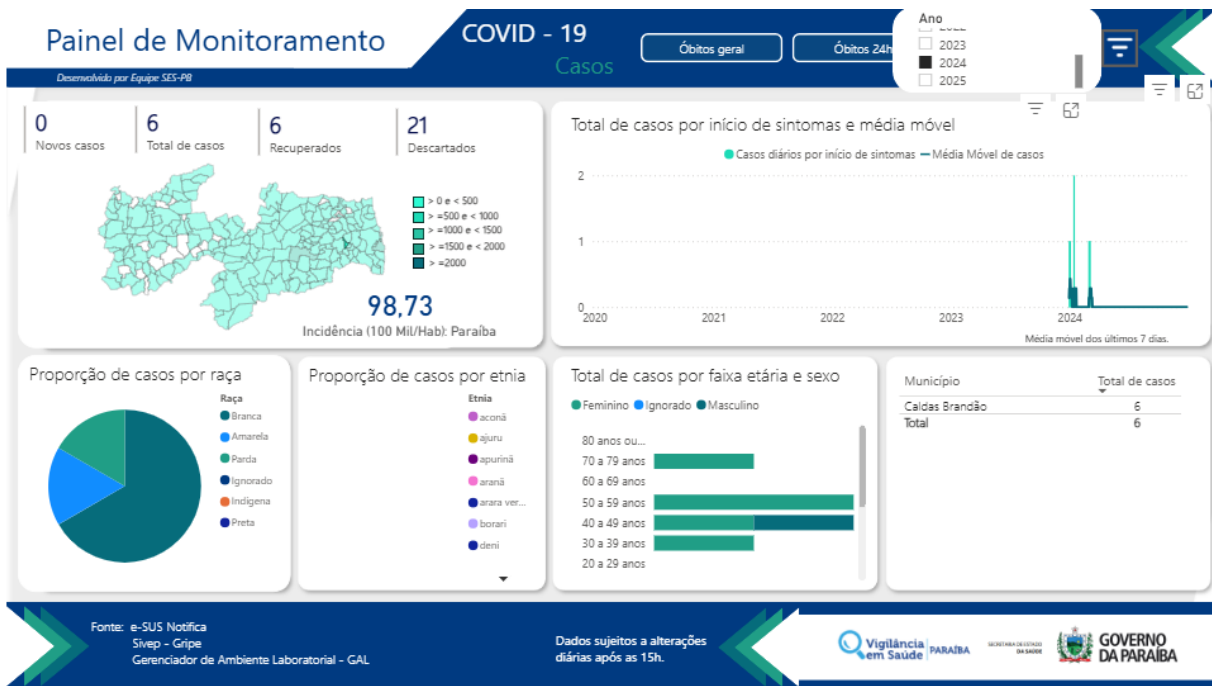 Painel de Monitoramento
Desenvolvido por Equipe SES-PB
COVID - 19
Casos
Óbitos geral
Óbitos 24h
Ano
2023
2024
2025
0
Novos casos
6
Total de casos
6
Recuperados
21
Descartados
> 0 e < 500
> =500 e < 1000
> =1000 e < 1500
> =1500 e < 2000
> =2000
98,73
Incidência (100 Mil/Hab): Paraíba
Total de casos por início de sintomas e média móvel
Casos diários por início de sintomas
Média Móvel de casos
2
1
0
2020
2021
2022
2023
2024
Média móvel dos últimos 7 dias.
Proporção de casos por raça
Raça
Branca
Amarela
Parda
Ignorado
Indígena
Preta
Proporção de casos por etnia
Etnia
aconã
ajuru
apurinã
aranã
arara ver...
borari
deni
Total de casos por faixa etária e sexo
Feminino
Ignorado
Masculino
80 anos ou...
70 a 79 anos
60 a 69 anos
50 a 59 anos
40 a 49 anos
30 a 39 anos
20 a 29 anos
Município Total de casos
Caldas Brandão 6
Total 6
Fonte: e-SUS Notifica
Sivep - Gripe
Gerenciador de Ambiente Laboratorial - GAL
Dados sujeitos a alterações
diárias após as 15h.
Vigilância
em Saúde
PARAÍBA
SECRETARIA DE ESTADO
DA SAÚDE
GOVERNO
DA PARAÍBA